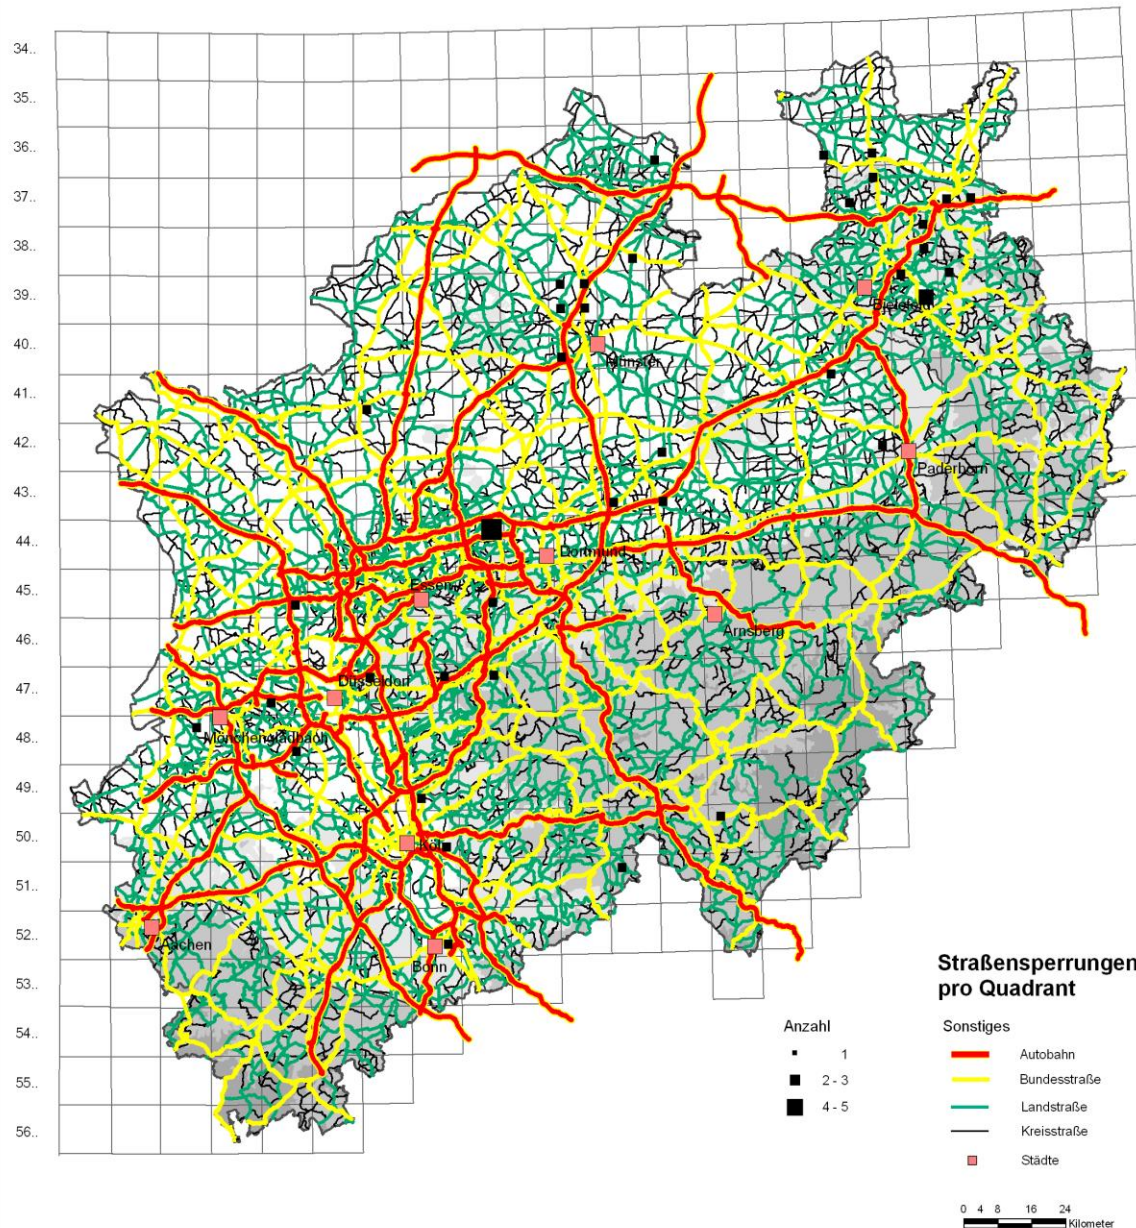 34..
35..
36..
37..
38..
39..
40..
41..
42..
43..
44..
45..
46..
47..
48..
49..
50..
51..
52..
53..
54..
55..
56..
Bielefeld
Münster
Paderborn
Dortmund
Essen
Arnsberg
Düsseldorf
Mönchengladbach
Köln
Aachen
Bonn
Straßensperrungen
pro Quadrant
Anzahl
1
2 - 3
4 - 5
Sonstiges
Autobahn
Bundesstraße
Landstraße
Kreisstraße
Städte
0 4 8 16 24
Kilometer